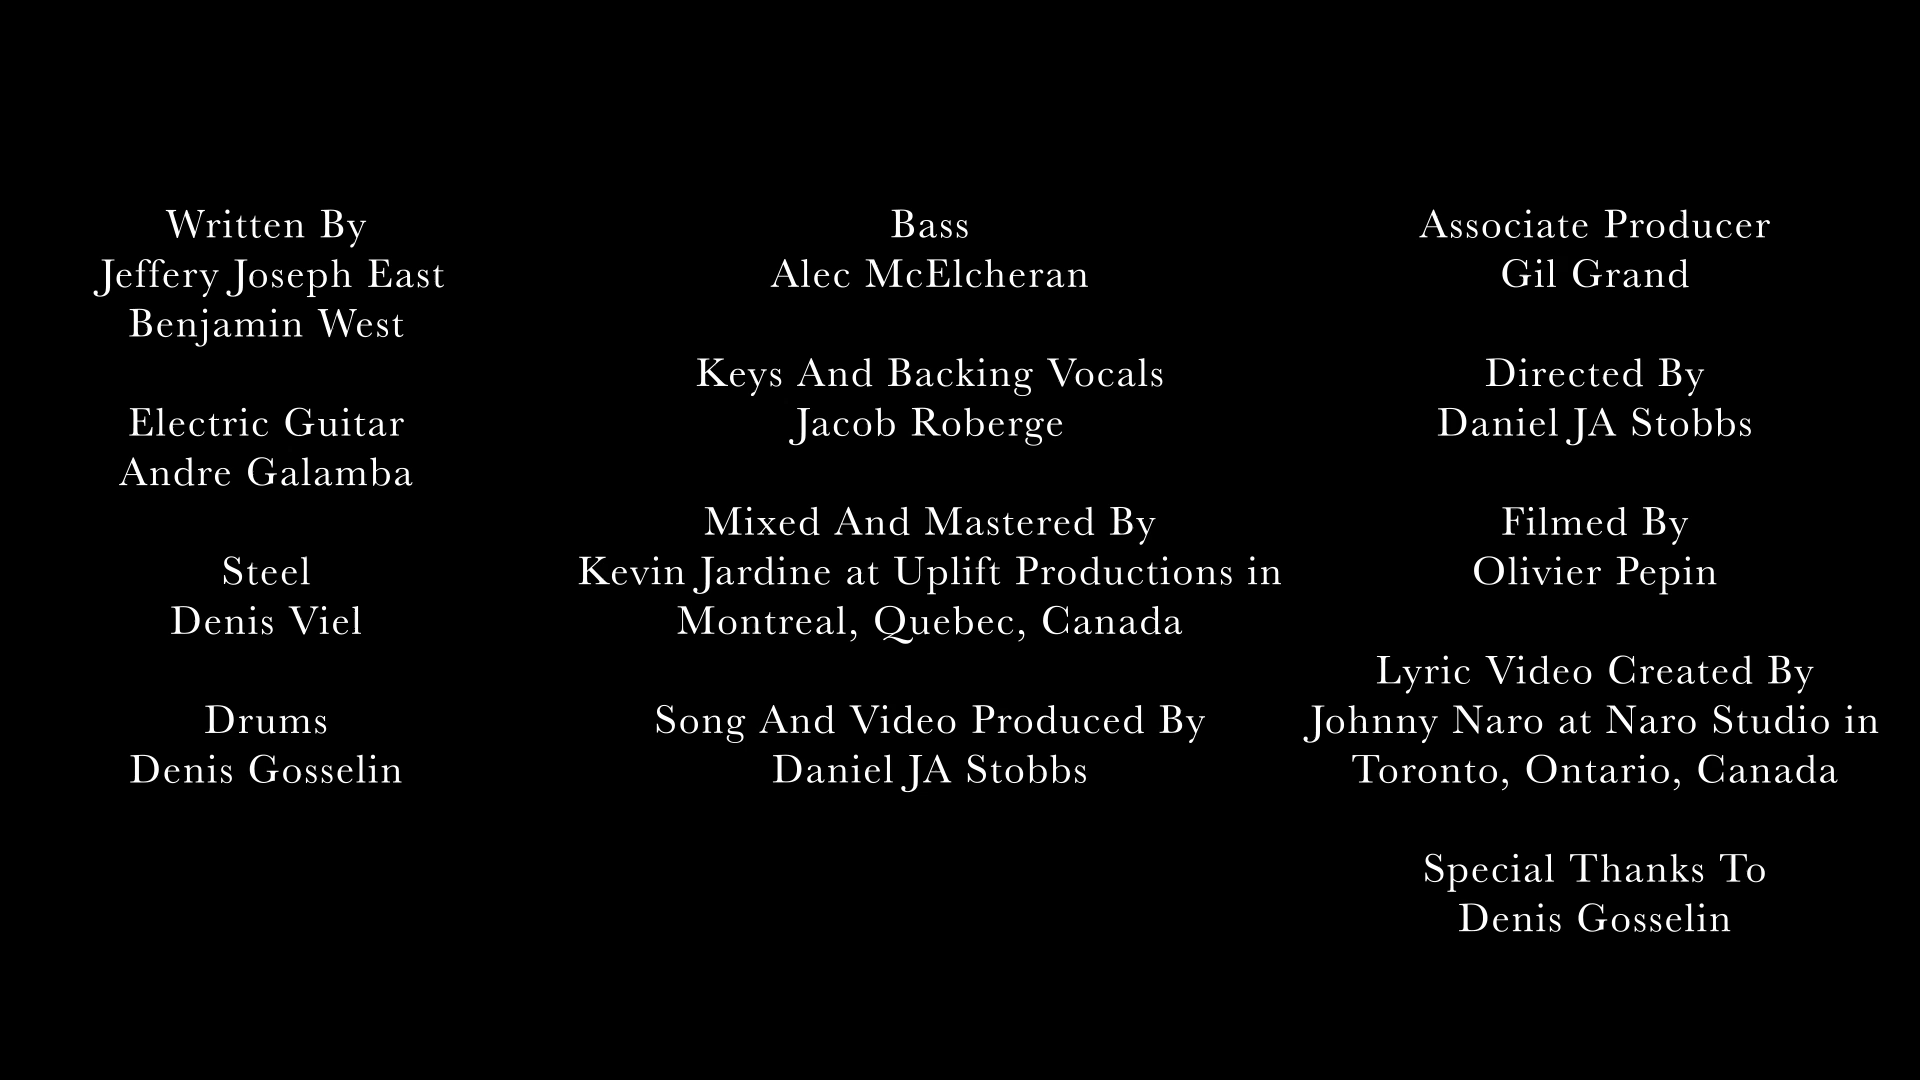 Written By
Jeffery Joseph East
Benjamin West
Electric Guitar
Andre Galamba
Steel
Denis Viel
Drums
Denis Gosselin
Bass
Alec McElcheran
Keys And Backing Vocals
Jacob Roberge
Mixed And Mastered By
Kevin Jardine at Uplift Productions in
Montreal, Quebec, Canada
Song And Video Produced By
Daniel JA Stobbs
Associate Producer
Gil Grand
Directed By
Daniel JA Stobbs
Filmed By
Olivier Pepin
Lyric Video Created By
Johnny Naro at Naro Studio in
Toronto, Ontario, Canada
Special Thanks To
Denis Gosselin